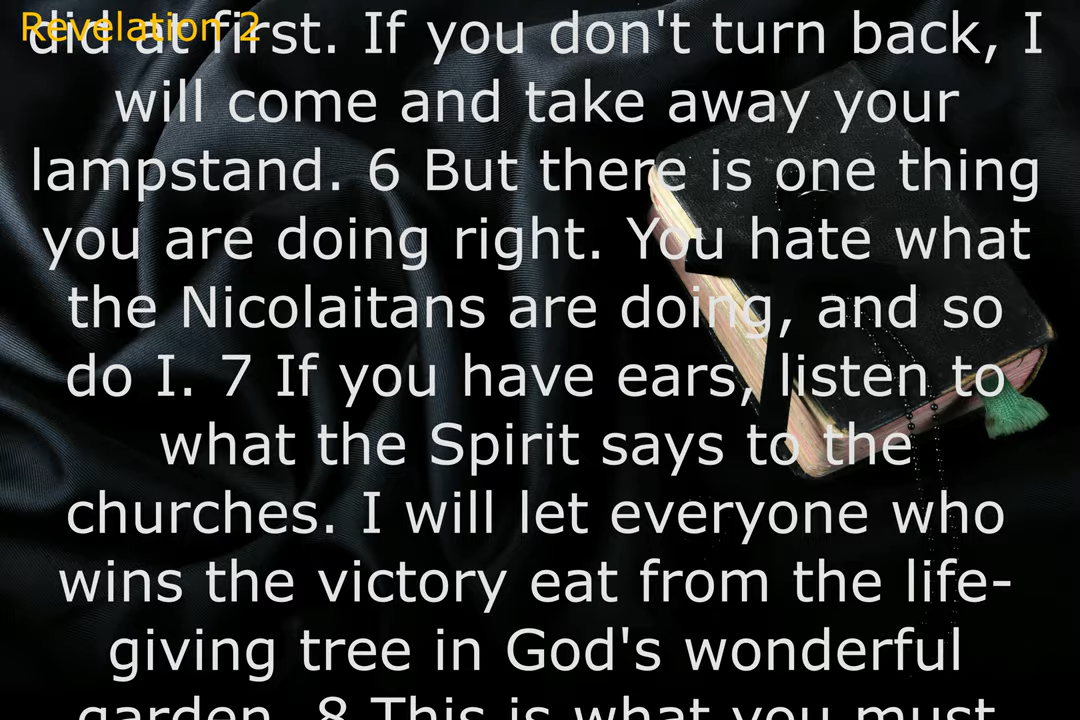 Revelation 2
did at first. If you don't turn back, I
will come and take away your
lampstand. 6 But there is one thing
you are doing right. You hate what
the Nicolaitans are doing, and so
do I. 7 If you have ears, listen to
what the Spirit says to the
churches. I will let everyone who
wins the victory eat from the life-
giving tree in God's wonderful
garden. 8 This is what you must